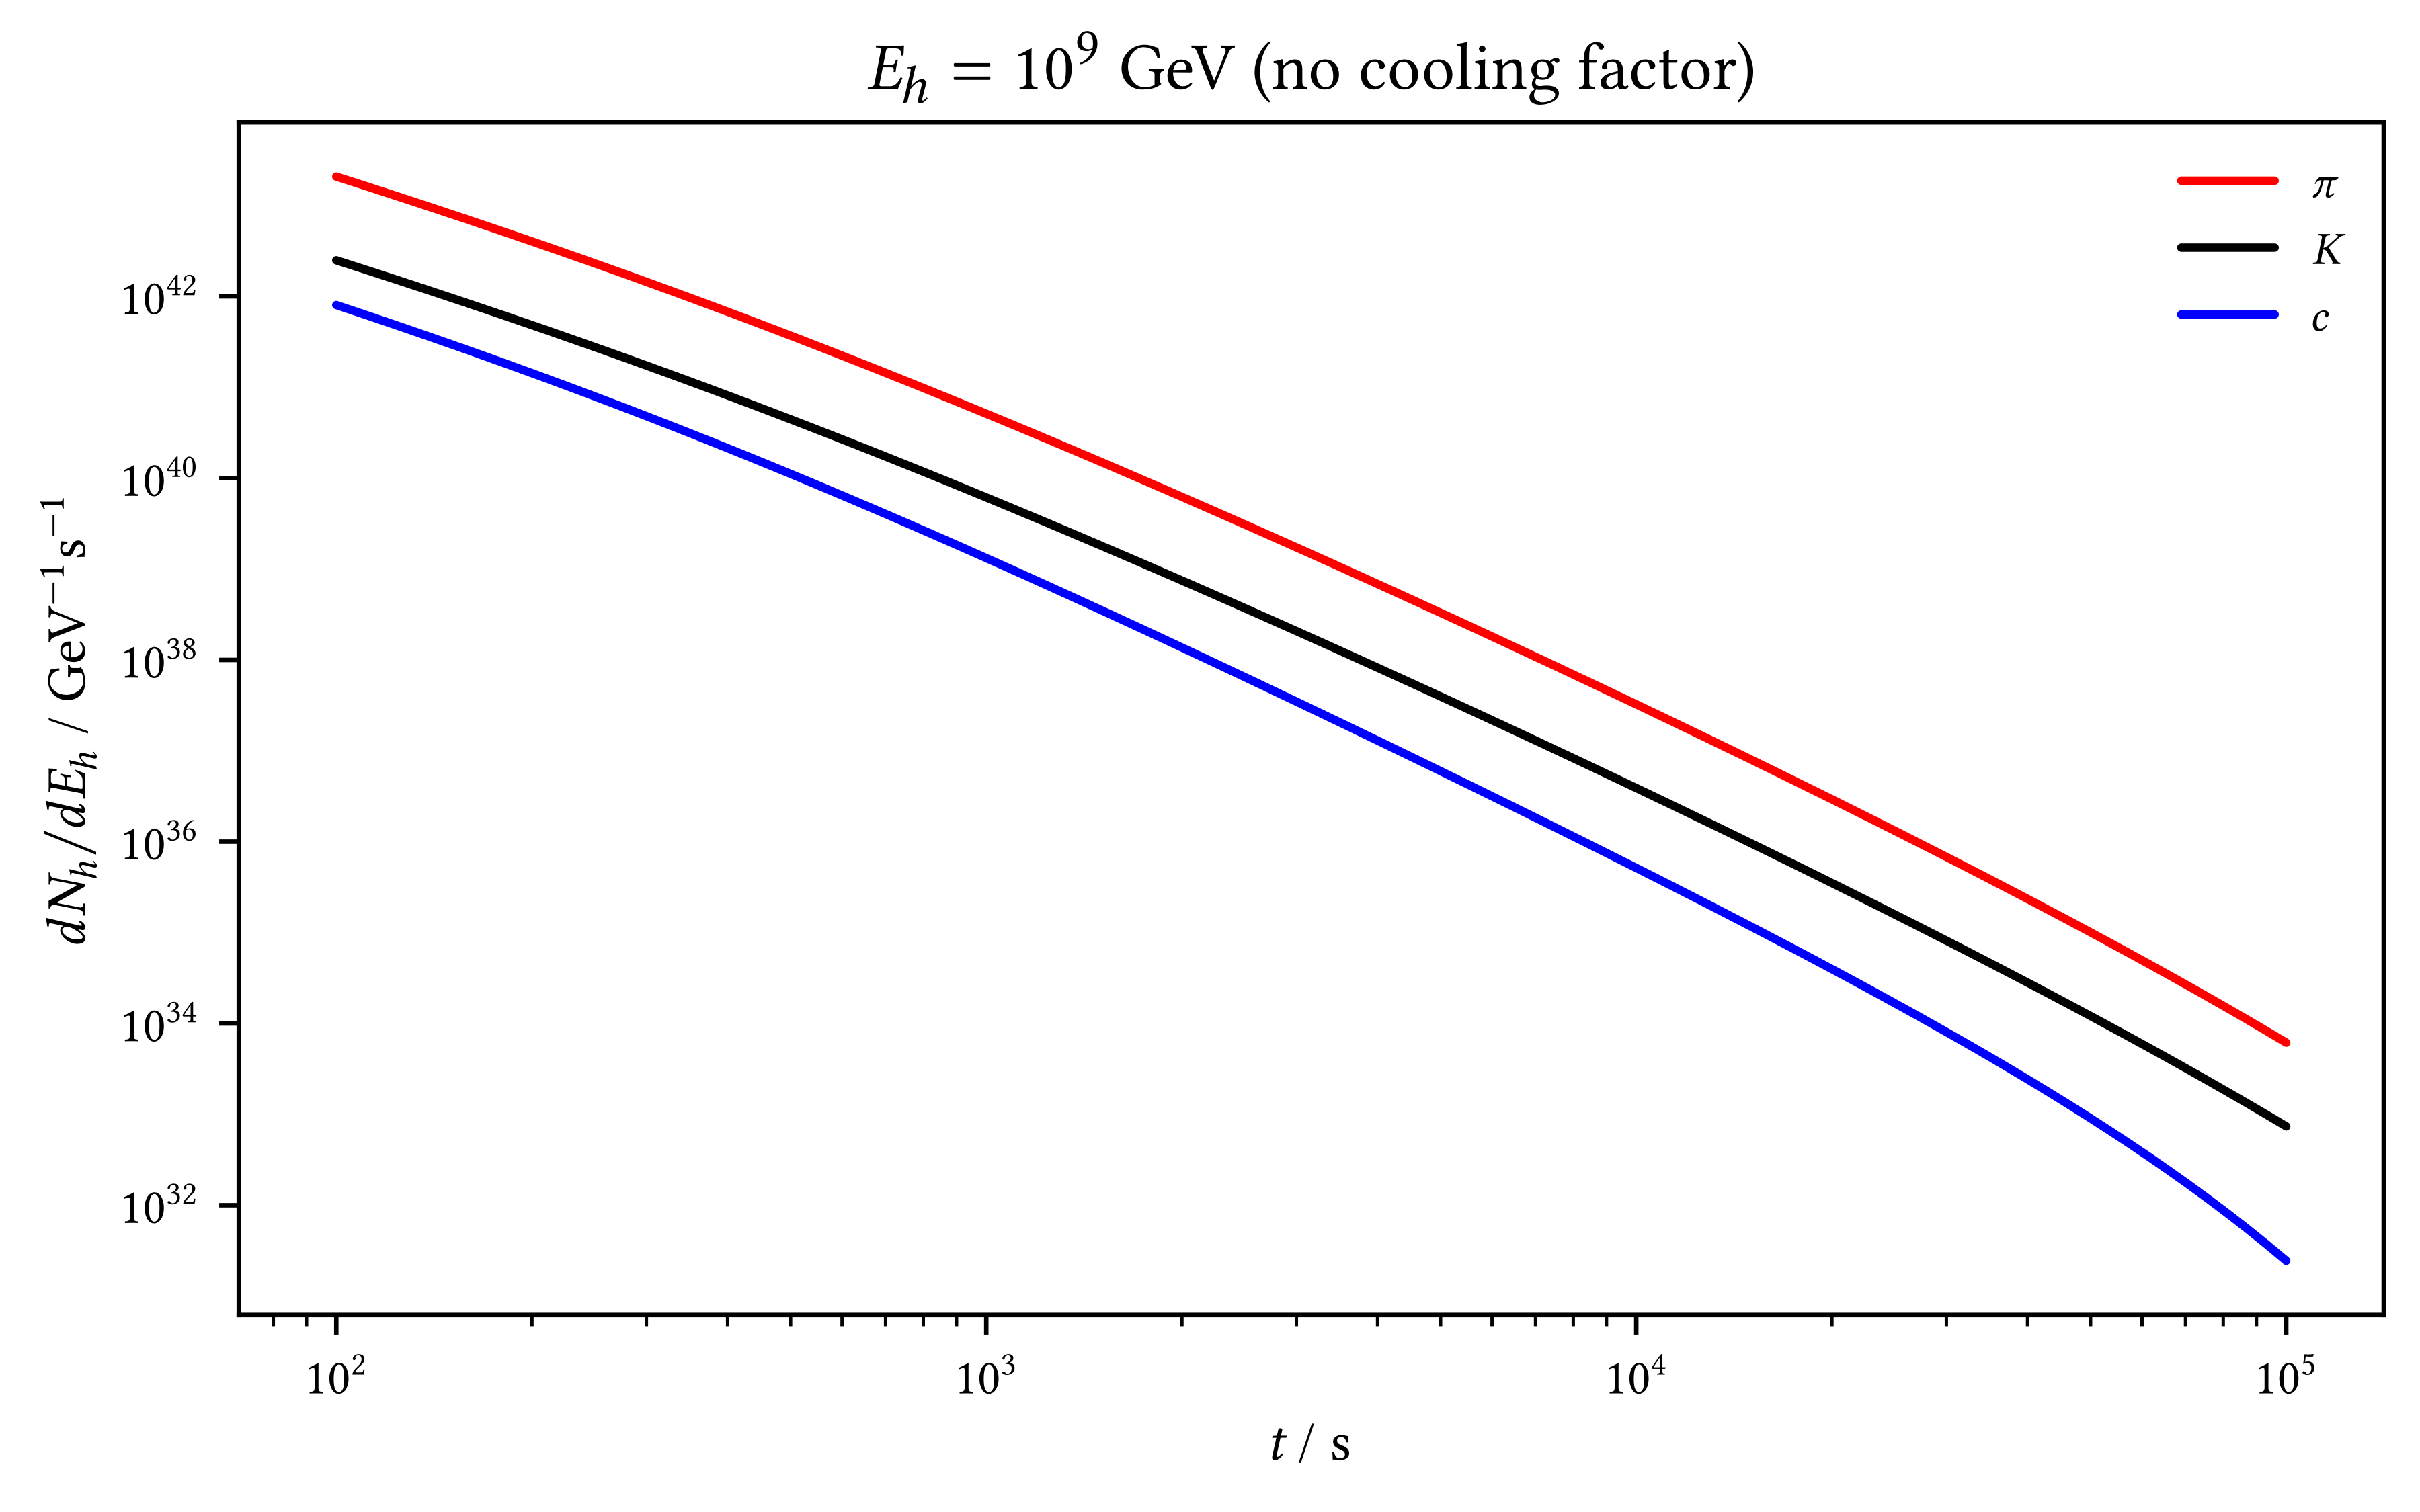 E_h = 10^9 GeV (no cooling factor)
π
K
c
dN_h/dE_h / GeV^−1s^−1
10^42
10^40
10^38
10^36
10^34
10^32
10^2 10^3 10^4 10^5
t / s